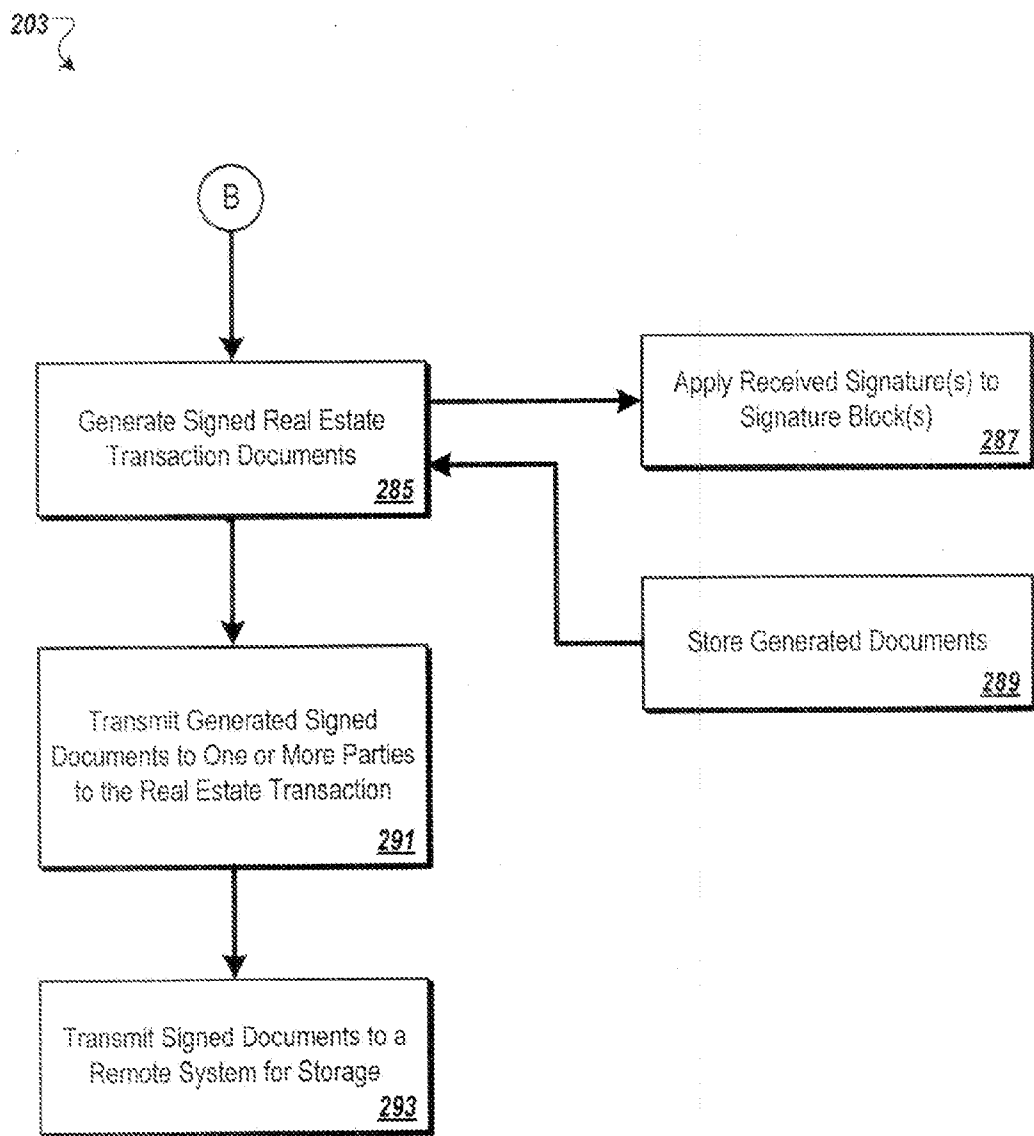 203
B
Generate Signed Real Estate
Transaction Documents
285
Apply Received Signature(s) to
Signature Block(s)
287
Store Generated Documents
289
Transmit Generated Signed
Documents to One or More Parties
to the Real Estate Transaction
291
Transmit Signed Documents to a
Remote System for Storage
293